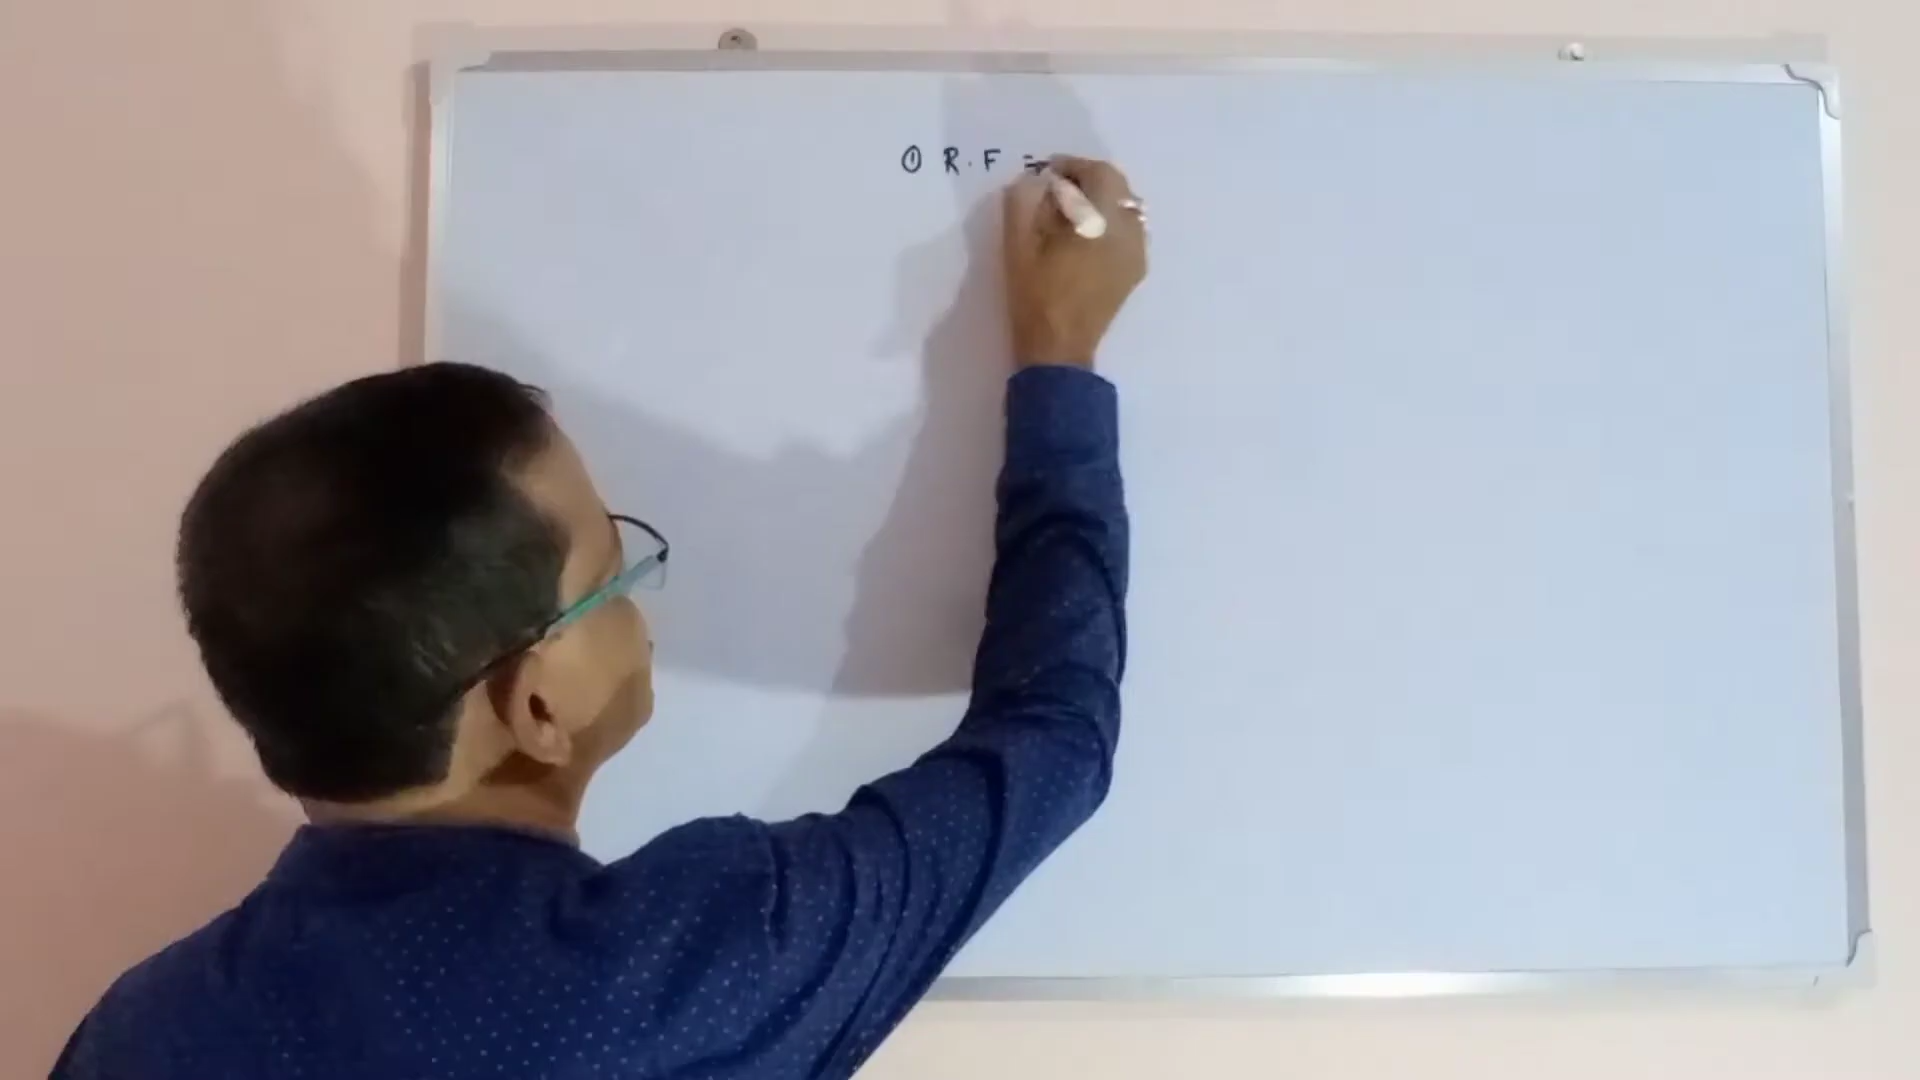 ① R.F =